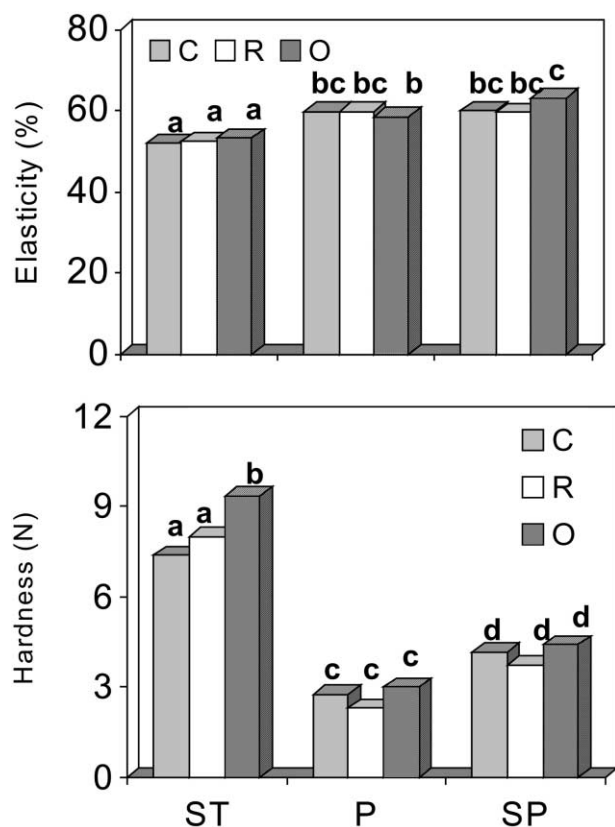 80
C R O
a a a bc bc b bc bc c
60
40
20
0
Elasticity (%)
12
C
R
O
a a b
9
6
c c c d d d
3
0
Hardness (N)
ST P SP